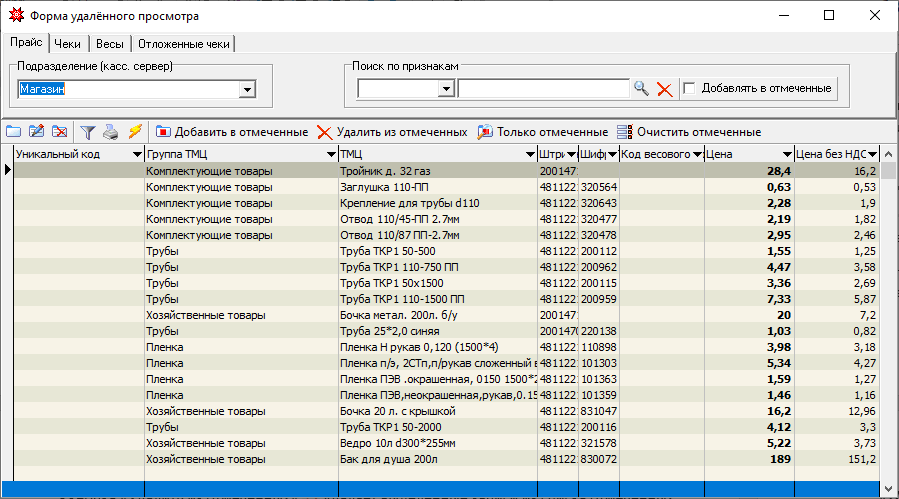 Форма удалённого просмотра
Прайс Чеки Весы Отложенные чеки
Подразделение (касс. сервер) Поиск по признакам
Магазин Добавлять в отмеченные
Добавить в отмеченные Удалить из отмеченных Только отмеченные Очистить отмеченные
Уникальный код Группа ТМЦ ТМЦ Штри Шифр Код весового Цена Цена без НДС
Комплектующие товары Тройник д. 32 газ 200147 28,4 16,2
Комплектующие товары Заглушка 110-ПП 481122 320564 0,63 0,53
Комплектующие товары Крепление для трубы d110 481122 320643 2,28 1,9
Комплектующие товары Отвод 110/45-ПП 2.7мм 481122 320477 2,19 1,82
Комплектующие товары Отвод 110/87 ПП-2.7мм 481122 320478 2,95 2,46
Трубы Труба ТКР1 50-500 481122 200112 1,55 1,25
Трубы Труба ТКР1 110-750 ПП 481122 200962 4,47 3,58
Трубы Труба ТКР1 50х1500 481122 200115 3,36 2,69
Трубы Труба ТКР1 110-1500 ПП 481122 200959 7,33 5,87
Хозяйственные товары Бочка метал. 200л. б/у 200147 20 7,2
Трубы Труба 25*2,0 синяя 200147 220138 1,03 0,82
Пленка Пленка Н рукав 0,120 (1500*4) 481122 110898 3,98 3,18
Пленка Пленка п/э, 2СТп,п/рукав сложенный в 481122 101303 5,34 4,27
Пленка Пленка ПЭВ .окрашенная, 0150 1500*2 481122 101363 1,59 1,27
Пленка Пленка ПЭВ,неокрашенная,рукав,0.15 481122 101359 1,46 1,16
Хозяйственные товары Бочка 20 л. с крышкой 481122 831047 16,2 12,96
Трубы Труба ТКР1 50-2000 481122 200116 4,12 3,3
Хозяйственные товары Ведро 10л d300*255мм 481122 321578 5,22 3,73
Хозяйственные товары Бак для душа 200л 481122 830072 189 151,2